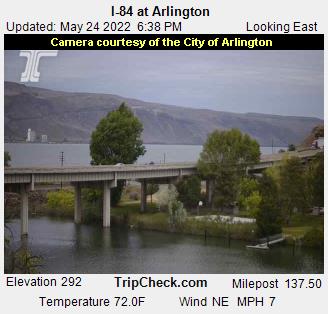 I-84 at Arlington
Updated: May 24 2022 6:38 PM Looking East
Camera courtesy of the City of Arlington
Elevation 292 TripCheck.com Milepost 137.50
Temperature 72.0F Wind NE MPH 7